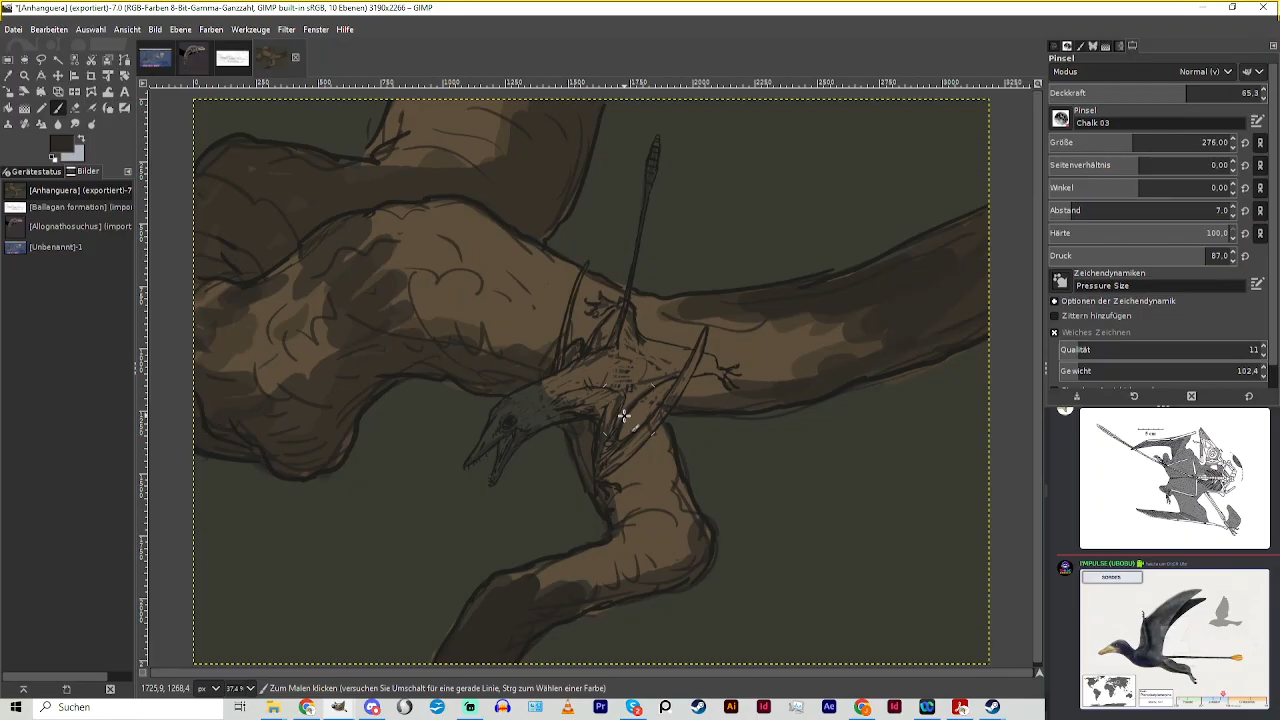 *[Anhanguera] (exportiert)-7.0 (RGB-Farben 8-Bit-Gamma-Ganzzahl, GIMP built-in sRGB, 10 Ebenen) 3190x2266 – GIMP
Datei Bearbeiten Auswahl Ansicht Bild Ebene Farben Werkzeuge Filter Fenster Hilfe
Gerätestatus Bilder
[Anhanguera] (exportiert)-7
[Ballagan formation] (impor
[Allognathosuchus] (import
[Unbenannt]-1
Pinsel
Modus Normal (v)
Deckkraft 65,3
Pinsel
Chalk 03
Größe 276.00
Seitenverhältnis 0,00
Winkel 0,00
Abstand 7.0
Härte 100,0
Druck 87,0
Zeichendynamiken
Pressure Size
Optionen der Zeichendynamik
Zittern hinzufügen
Weiches Zeichnen
Qualität 11
Gewicht 102,4
IMPULSE (UBOBU)
SORDES
1725,9, 1268,4 px 37,4 Zum Malen klicken (versuchen Sie Umschalt für eine gerade Linie, Strg zum Wählen einer Farbe)
Suchen